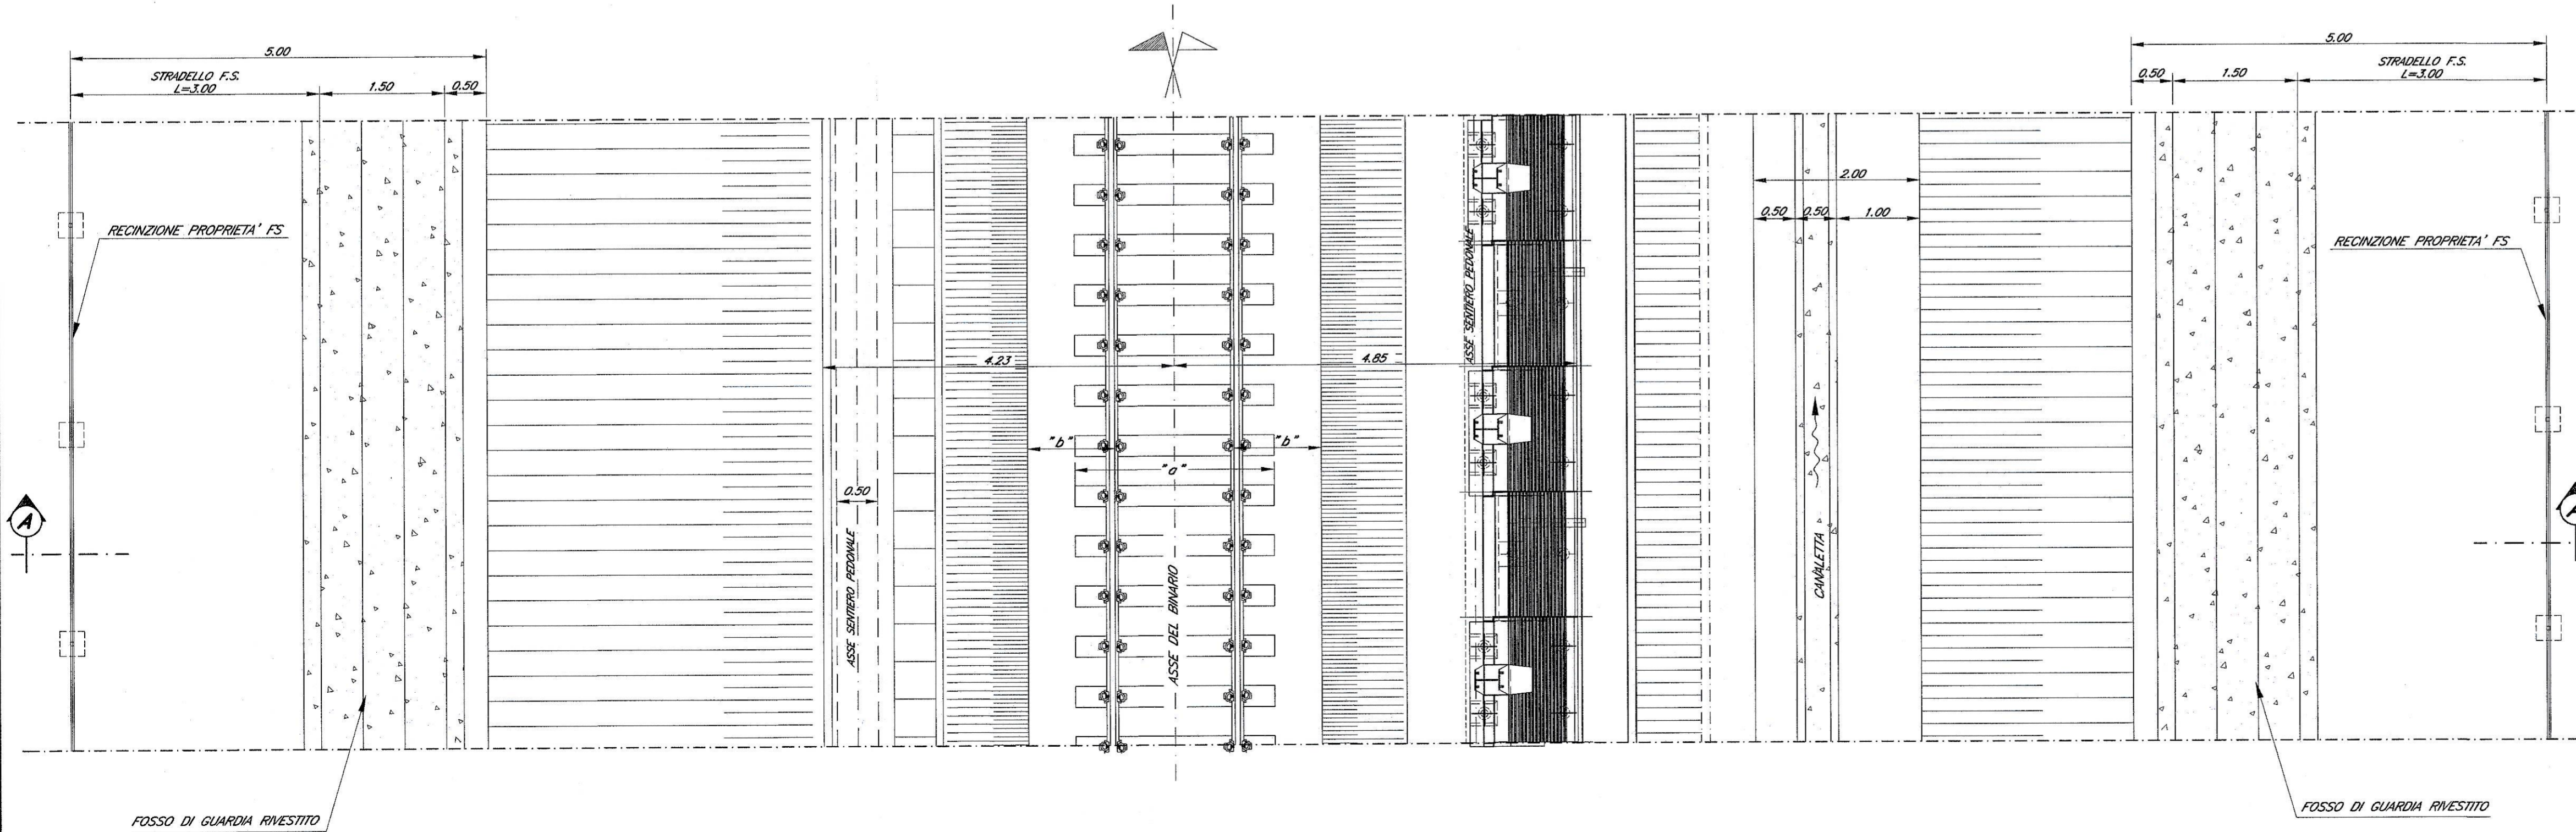 5.00
5.00
STRADELLO F.S.
L=3.00
1.50
0.50
0.50
1.50
STRADELLO F.S.
L=3.00
RECINZIONE PROPRIETA' FS
2.00
0.50
0.50
1.00
RECINZIONE PROPRIETA' FS
ASSE SENTIERO PEDONALE
4.23
4.85
"b"
"b"
"a"
0.50
A
ASSE SENTIERO PEDONALE
ASSE DEL BINARIO
CANALETTA
FOSSO DI GUARDIA RIVESTITO
FOSSO DI GUARDIA RIVESTITO